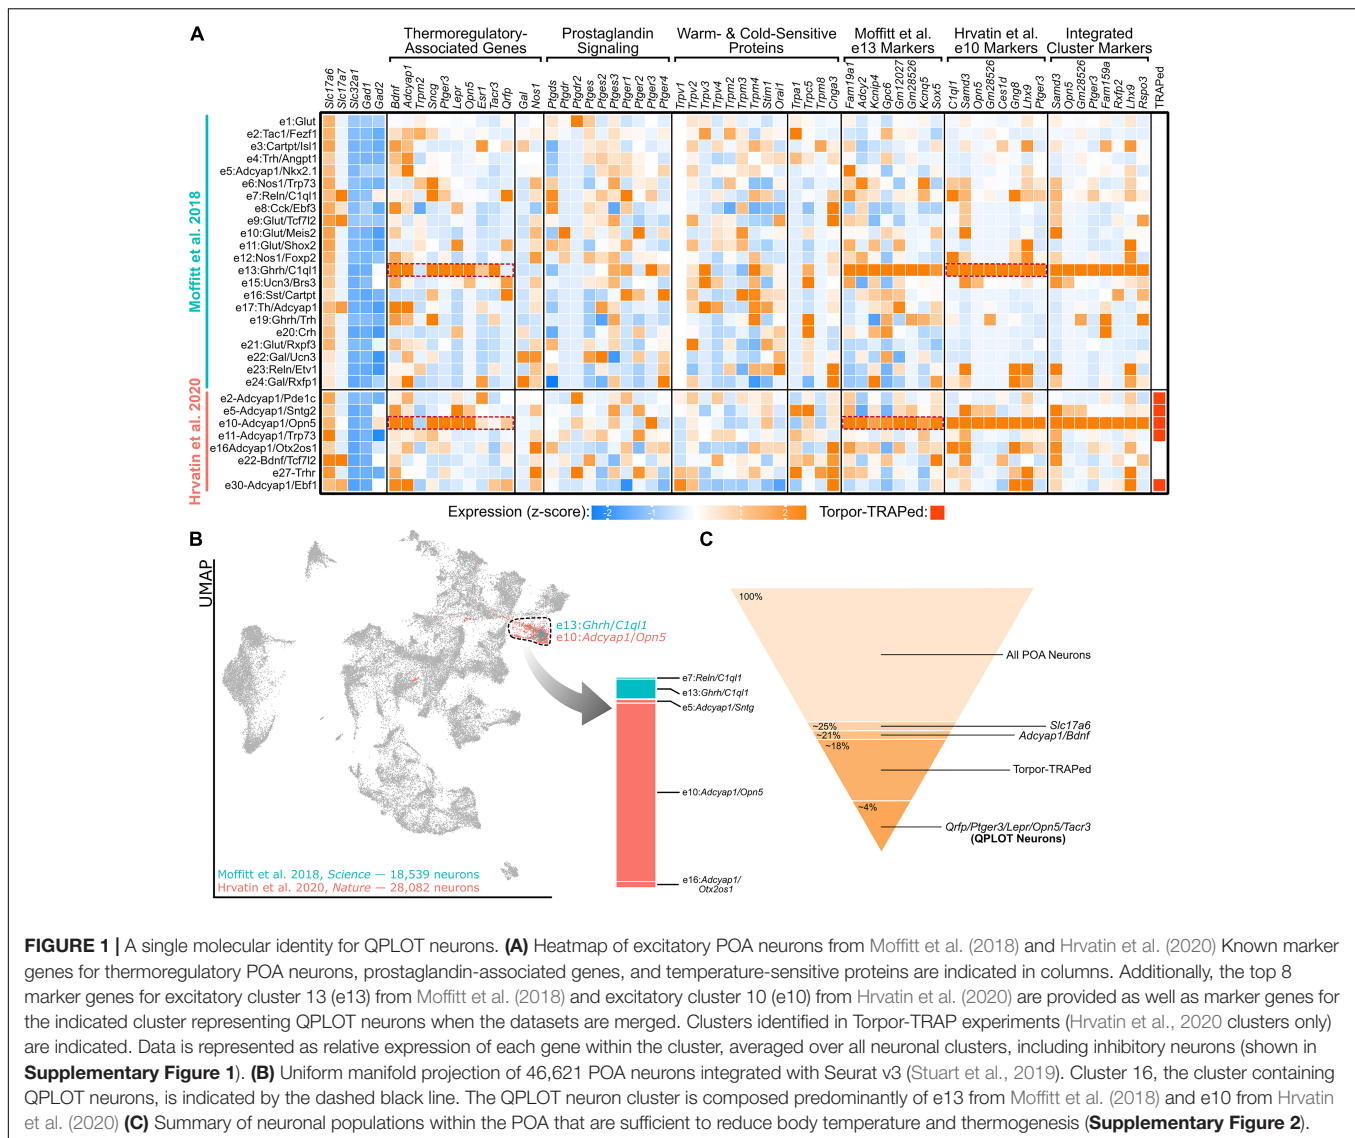 A
Thermoregulatory-
Associated Genes
Prostaglandin
Signaling
Warm- & Cold-Sensitive
Proteins
Moffitt et al.
e13 Markers
Hrvatin et al.
e10 Markers
Integrated
Cluster Markers
Slc17a6
Slc17a7
Slc32a1
Gad1
Gad2
Bdnf
Adcyap1
Trpm2
Sncg
Ptger3
Lepr
Opn5
Esr1
Tacr3
Qrfp
Gal
Nos1
Ptgds
Ptgdr
Ptgdr2
Ptges
Ptges2
Ptges3
Ptger1
Ptger2
Ptger3
Ptger4
Trpv1
Trpv2
Trpv3
Trpv4
Trpm2
Trpm3
Trpm4
Stim1
Orai1
Trpa1
Trpc5
Trpm8
Cnga3
Fam19a1
Adcy2
Kcnip4
Gpc6
Gm12027
Gm28526
Kcnq5
Sox5
C1ql1
Samd3
Opn5
Gm28526
Ces1d
Gng8
Lhx9
Ptger3
Samd3
Opn5
Gm28526
Ptger3
Fam159a
Rxfp2
Lhx9
Rspo3
TRAPed
Moffitt et al. 2018
e1:Glut
e2:Tac1/Fezf1
e3:Cartpt/Isl1
e4:Trh/Angpt1
e5:Adcyap1/Nkx2.1
e6:Nos1/Trp73
e7:Reln/C1ql1
e8:Cck/Ebf3
e9:Glut/Tcf7l2
e10:Glut/Meis2
e11:Glut/Shox2
e12:Nos1/Foxp2
e13:Ghrh/C1ql1
e15:Ucn3/Brs3
e16:Sst/Cartpt
e17:Th/Adcyap1
e19:Ghrh/Trh
e20:Crh
e21:Glut/Rxpf3
e22:Gal/Ucn3
e23:Reln/Etv1
e24:Gal/Rxfp1
Hrvatin et al. 2020
e2-Adcyap1/Pde1c
e5-Adcyap1/Sntg2
e10-Adcyap1/Opn5
e11-Adcyap1/Trp73
e16Adcyap1/Otx2os1
e22-Bdnf/Tcf7l2
e27-Trhr
e30-Adcyap1/Ebf1
Expression (z-score):
-2 -1 1 2
Torpor-TRAPed:
B
UMAP
e13:Ghrh/C1ql1
e10:Adcyap1/Opn5
e7:Reln/C1ql1
e13:Ghrh/C1ql1
e5:Adcyap1/Sntg
e10:Adcyap1/Opn5
e16:Adcyap1/
Otx2os1
Moffitt et al. 2018, Science — 18,539 neurons
Hrvatin et al. 2020, Nature — 28,082 neurons
C
100%
All POA Neurons
~25%
Slc17a6
~21%
Adcyap1/Bdnf
~18%
Torpor-TRAPed
~4%
Qrfp/Ptger3/Lepr/Opn5/Tacr3
(QPLOT Neurons)
FIGURE 1 | A single molecular identity for QPLOT neurons. (A) Heatmap of excitatory POA neurons from Moffitt et al. (2018) and Hrvatin et al. (2020) Known marker
genes for thermoregulatory POA neurons, prostaglandin-associated genes, and temperature-sensitive proteins are indicated in columns. Additionally, the top 8
marker genes for excitatory cluster 13 (e13) from Moffitt et al. (2018) and excitatory cluster 10 (e10) from Hrvatin et al. (2020) are provided as well as marker genes for
the indicated cluster representing QPLOT neurons when the datasets are merged. Clusters identified in Torpor-TRAP experiments (Hrvatin et al., 2020 clusters only)
are indicated. Data is represented as relative expression of each gene within the cluster, averaged over all neuronal clusters, including inhibitory neurons (shown in
Supplementary Figure 1). (B) Uniform manifold projection of 46,621 POA neurons integrated with Seurat v3 (Stuart et al., 2019). Cluster 16, the cluster containing
QPLOT neurons, is indicated by the dashed black line. The QPLOT neuron cluster is composed predominantly of e13 from Moffitt et al. (2018) and e10 from Hrvatin
et al. (2020) (C) Summary of neuronal populations within the POA that are sufficient to reduce body temperature and thermogenesis (Supplementary Figure 2).